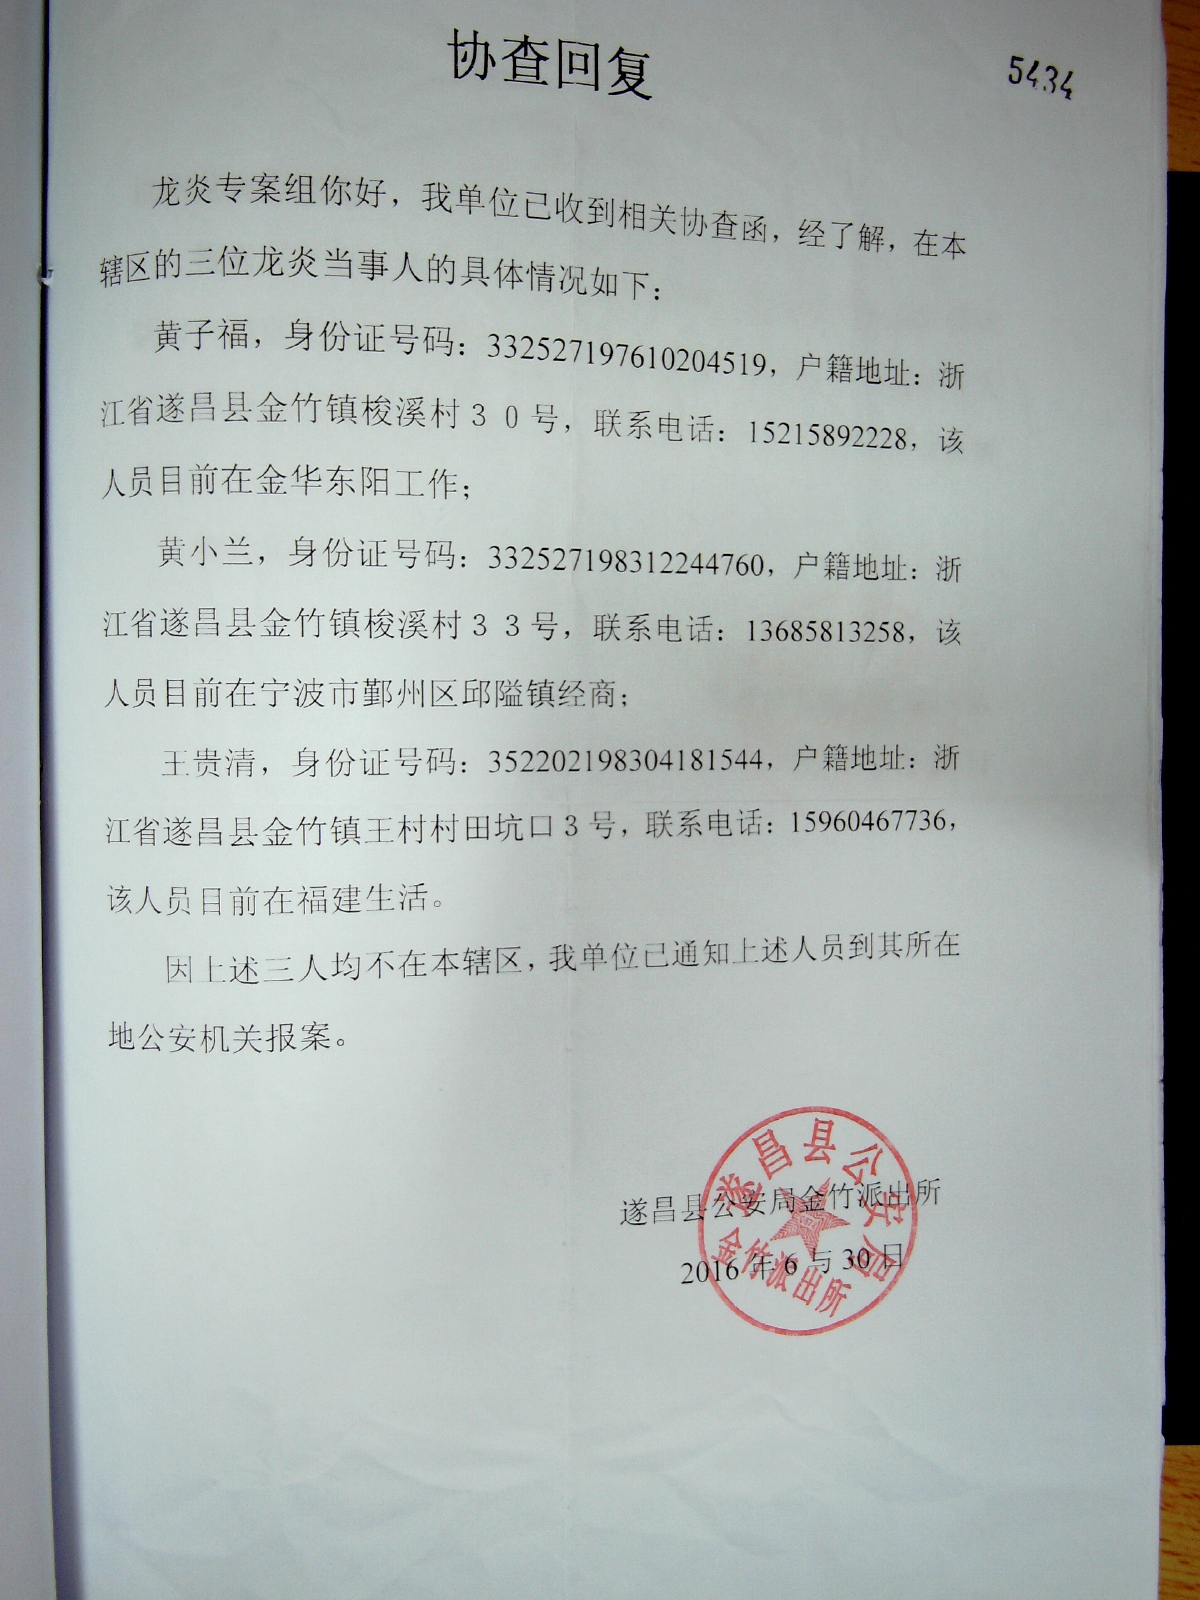 协查回复
5434
龙炎专案组你好，我单位已收到相关协查函，经了解，在本
辖区的三位龙炎当事人的具体情况如下：
黄子福，身份证号码：332527197610204519，户籍地址：浙
江省遂昌县金竹镇梭溪村３０号，联系电话：15215892228，该
人员目前在金华东阳工作；
黄小兰，身份证号码：332527198312244760，户籍地址：浙
江省遂昌县金竹镇梭溪村３３号，联系电话：13685813258，该
人员目前在宁波市鄞州区邱隘镇经商；
王贵清，身份证号码：352202198304181544，户籍地址：浙
江省遂昌县金竹镇王村村田坑口３号，联系电话：15960467736，
该人员目前在福建生活。
因上述三人均不在本辖区，我单位已通知上述人员到其所在
地公安机关报案。
遂昌县公安局金竹派出所
2016年6与30日
遂昌县公安局
金竹派出所